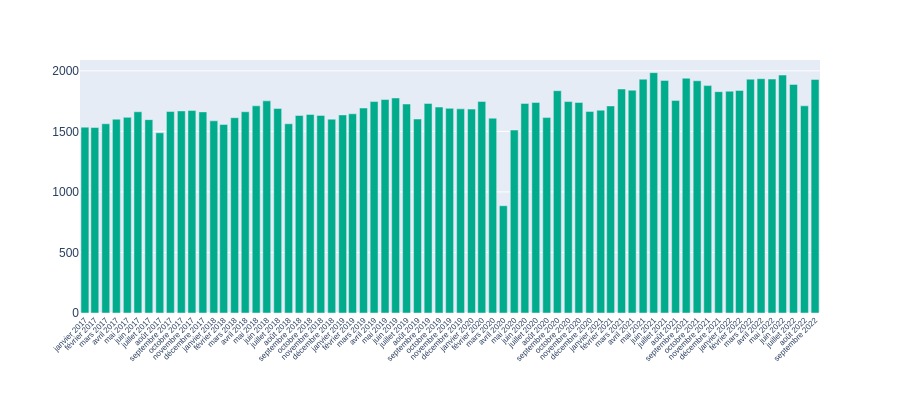 2000
1500
1000
500
0
janvier 2017
février 2017
mars 2017
avril 2017
mai 2017
juin 2017
juillet 2017
août 2017
septembre 2017
octobre 2017
novembre 2017
décembre 2017
janvier 2018
février 2018
mars 2018
avril 2018
mai 2018
juin 2018
juillet 2018
août 2018
septembre 2018
octobre 2018
novembre 2018
décembre 2018
janvier 2019
février 2019
mars 2019
avril 2019
mai 2019
juin 2019
juillet 2019
août 2019
septembre 2019
octobre 2019
novembre 2019
décembre 2019
janvier 2020
février 2020
mars 2020
avril 2020
mai 2020
juin 2020
juillet 2020
août 2020
septembre 2020
octobre 2020
novembre 2020
décembre 2020
janvier 2021
février 2021
mars 2021
avril 2021
mai 2021
juin 2021
juillet 2021
août 2021
septembre 2021
octobre 2021
novembre 2021
décembre 2021
janvier 2022
février 2022
mars 2022
avril 2022
mai 2022
juin 2022
juillet 2022
août 2022
septembre 2022